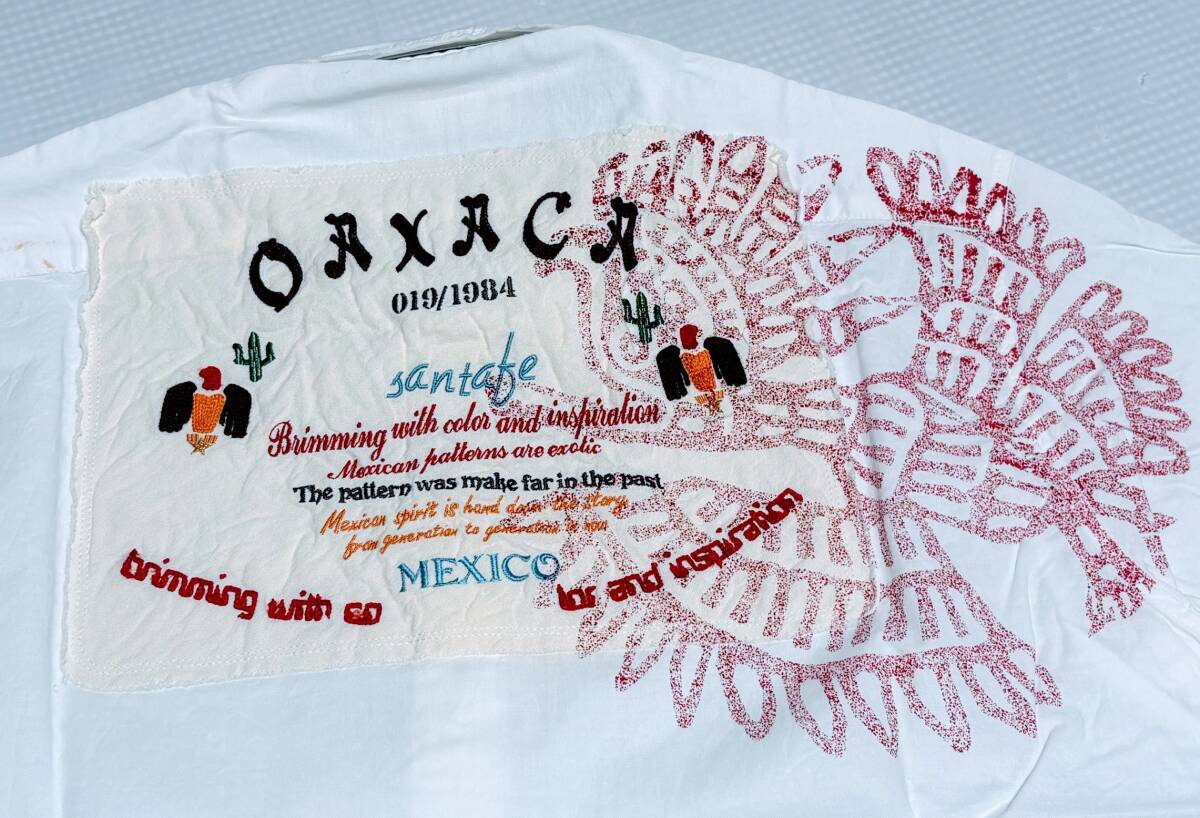 OAXACA
019/1984
santafe
Brimming with color and inspiration
Mexican patterns are exotic
The pattern was make far in the past
Mexican spirit is hand down the story
from generation to generation is now
MEXICO
brimming with co
lor and inspiration